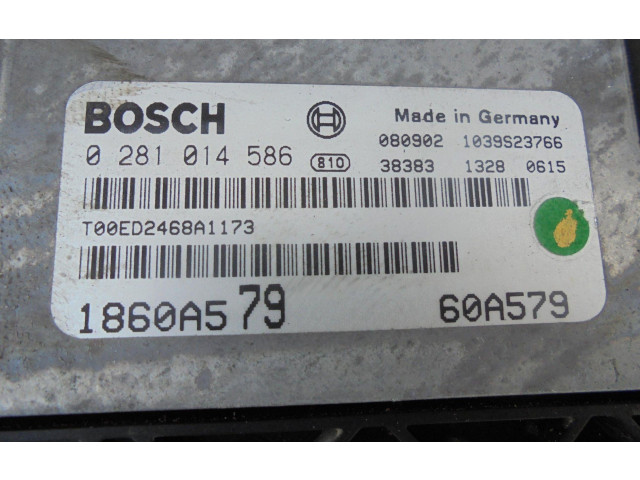 BOSCH
Made in Germany
080902 1039S23766
0 281 014 586 810 38383 1328 0615
T00ED2468A1173
1860A579 60A579